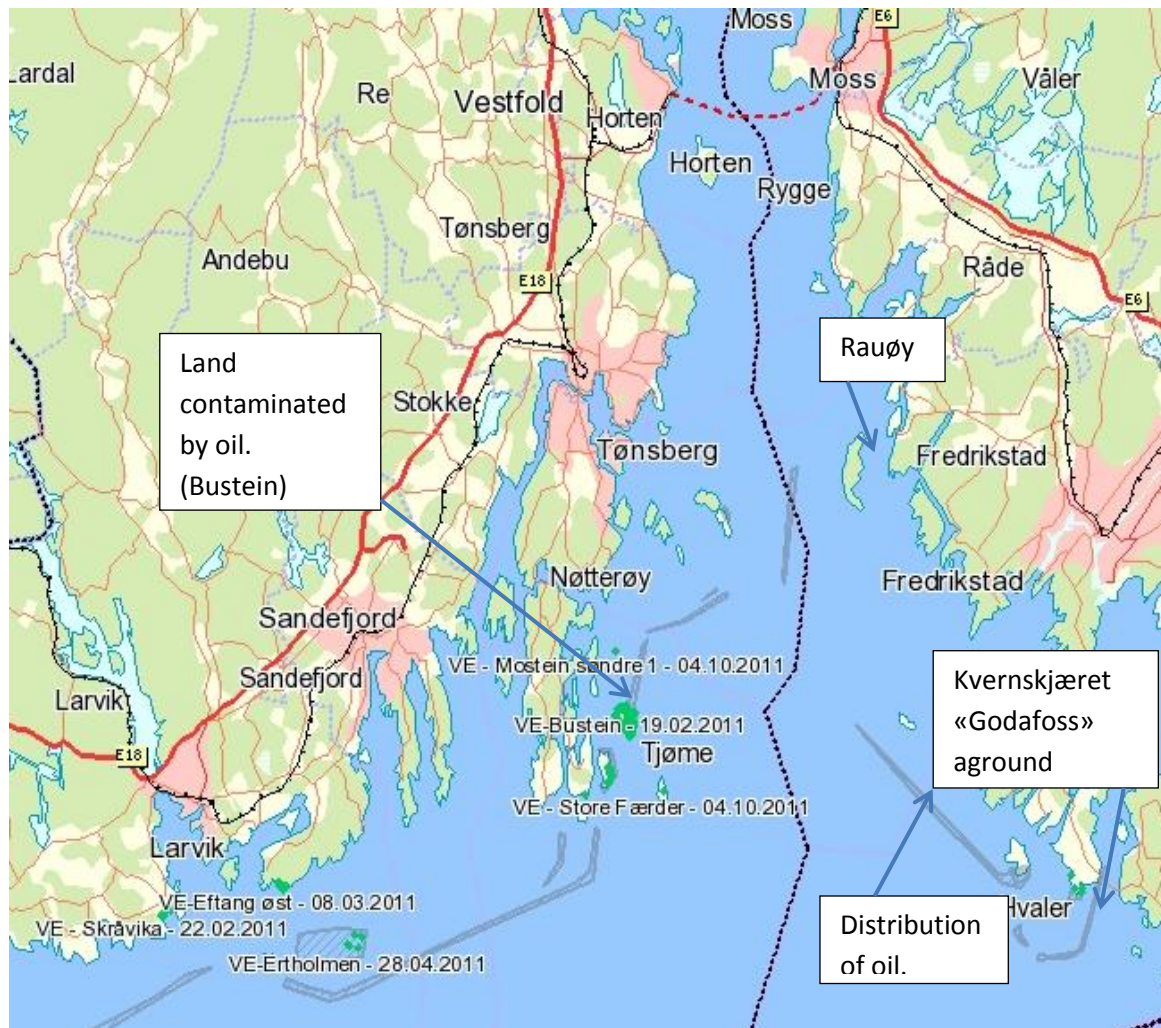 Moss
E6
Lardal
Re
Vestfold
Horten
Moss
Våler
Horten
Rygge
Tønsberg
Andebu
E18
Råde
E6
Land
contaminated
by oil.
(Bustein)
Rauøy
Stokke
Tønsberg
Fredrikstad
Nøtterøy
Fredrikstad
Sandefjord
Sandefjord
VE - Mostein søndre 1 - 04.10.2011
Kvernskjæret
«Godafoss»
aground
Larvik
VE-Bustein - 19.02.2011
Tjøme
E18
VE - Store Færder - 04.10.2011
Larvik
VE-Eftang øst - 08.03.2011
VE - Skråvika - 22.02.2011
VE-Ertholmen - 28.04.2011
Hvaler
Distribution
of oil.